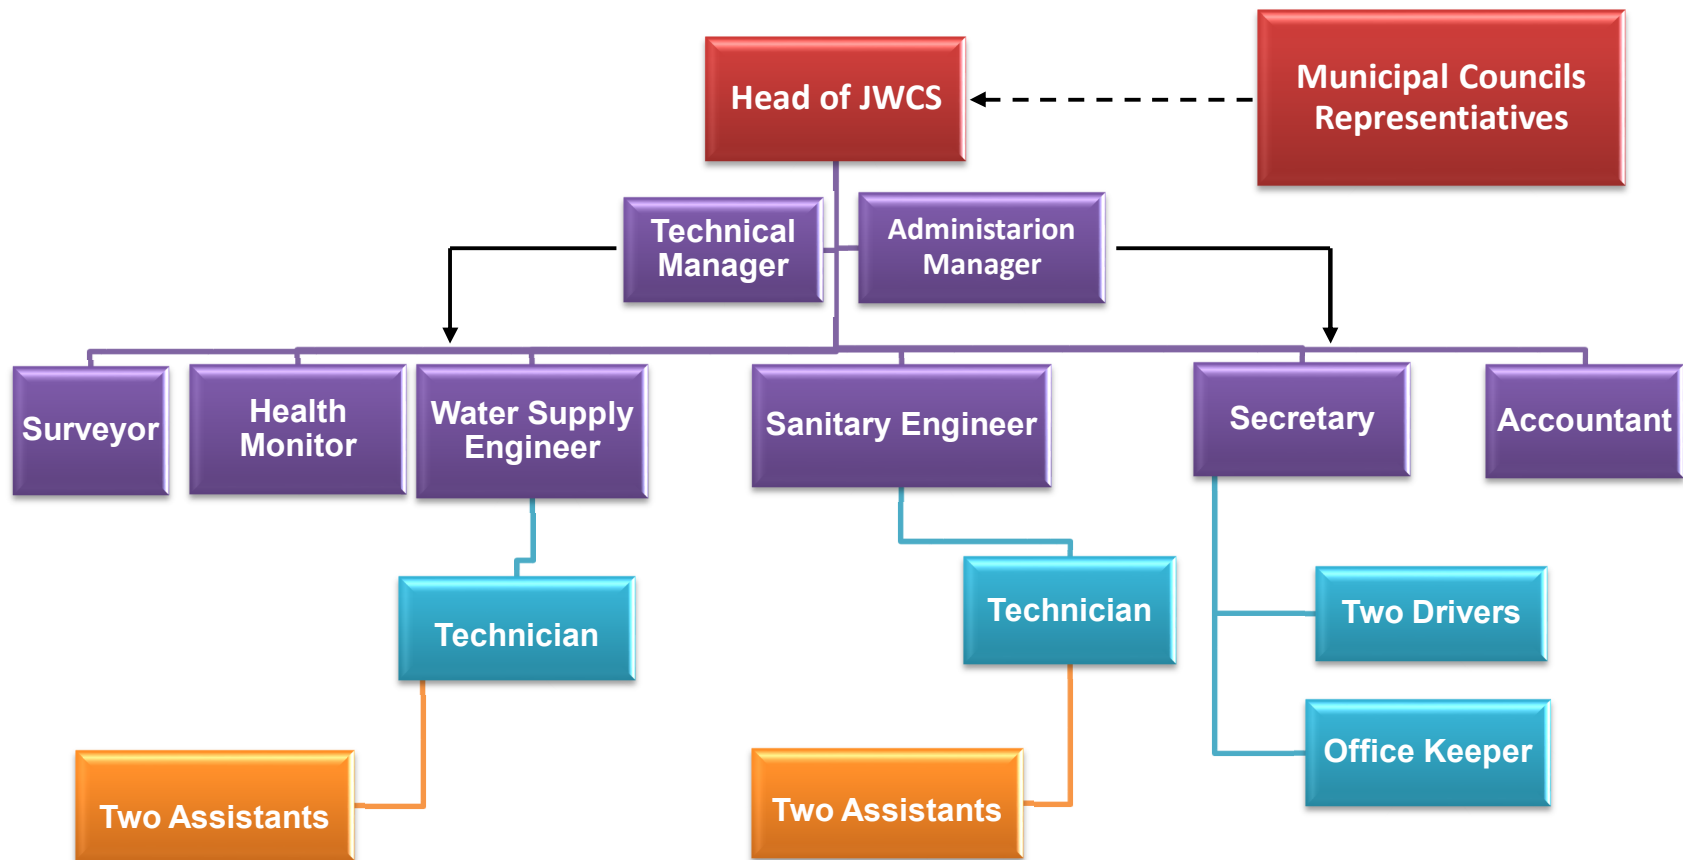 Head of JWCS
Municipal Councils
Representiatives
Technical
Manager
Administarion
Manager
Surveyor
Health
Monitor
Water Supply
Engineer
Sanitary Engineer
Secretary
Accountant
Technician
Technician
Two Drivers
Office Keeper
Two Assistants
Two Assistants